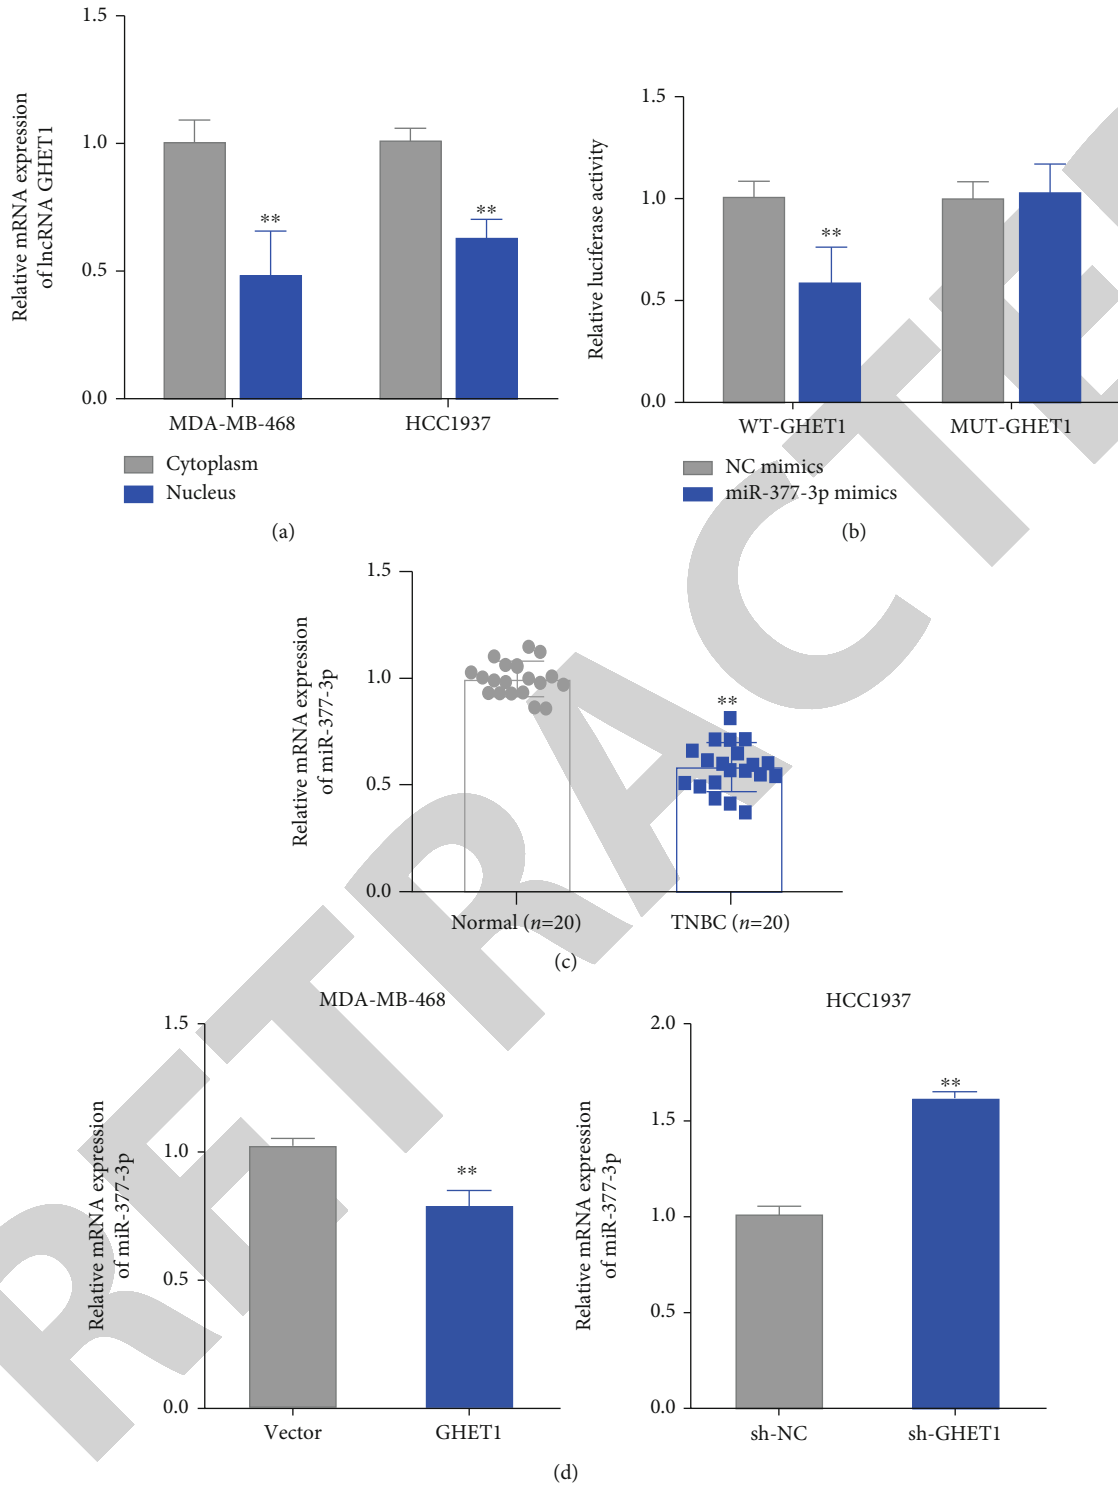 1.5
1.0
0.5
0.0
Relative mRNA expression
of lncRNA GHET1
**
**
MDA-MB-468
HCC1937
Cytoplasm
Nucleus
(a)
1.5
1.0
0.5
0.0
Relative luciferase activity
**
WT-GHET1
MUT-GHET1
NC mimics
miR-377-3p mimics
(b)
1.5
1.0
0.5
0.0
Relative mRNA expression
of miR-377-3p
**
Normal (n=20)
TNBC (n=20)
(c)
MDA-MB-468
1.5
1.0
0.5
0.0
Relative mRNA expression
of miR-377-3p
**
Vector
GHET1
HCC1937
2.0
1.5
1.0
0.5
0.0
Relative mRNA expression
of miR-377-3p
**
sh-NC
sh-GHET1
(d)
RETRACTE